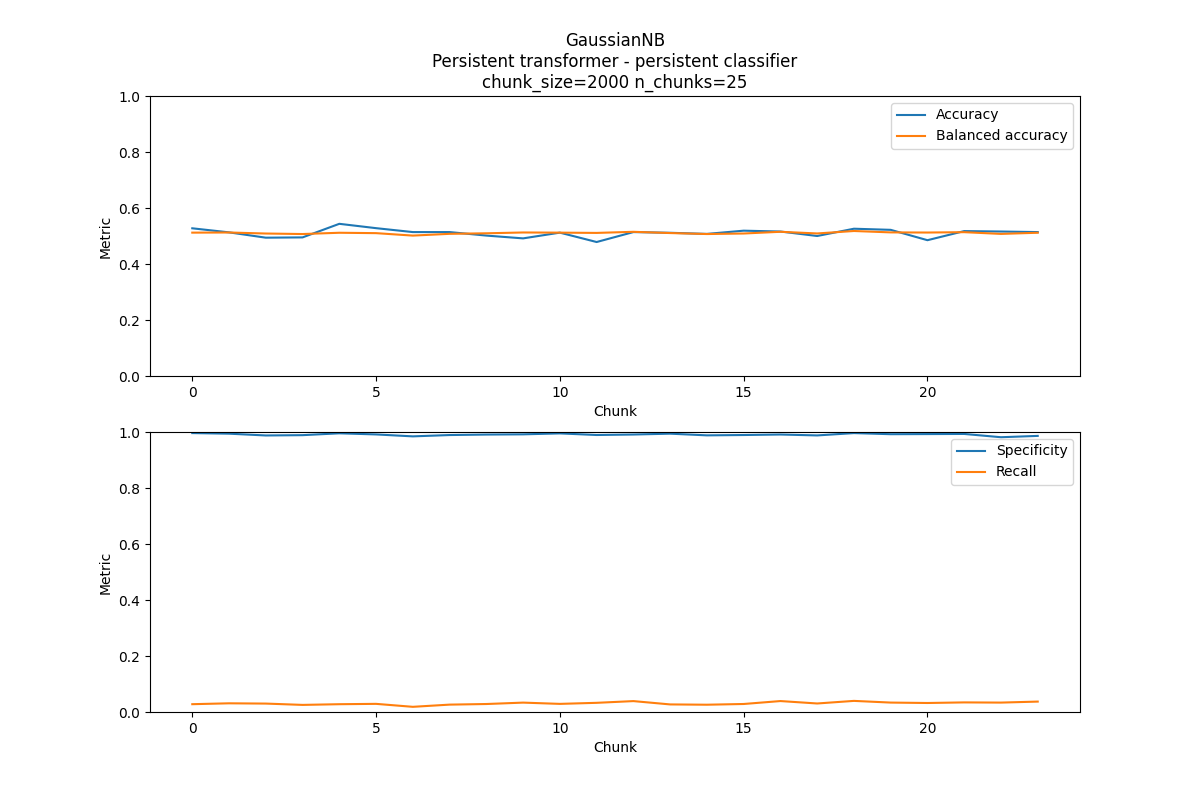 GaussianNB
Persistent transformer - persistent classifier
chunk_size=2000 n_chunks=25
1.0
0.8
0.6
0.4
0.2
0.0
Metric
Accuracy
Balanced accuracy
0 5 10 15 20
Chunk
1.0
0.8
0.6
0.4
0.2
0.0
Metric
Specificity
Recall
0 5 10 15 20
Chunk